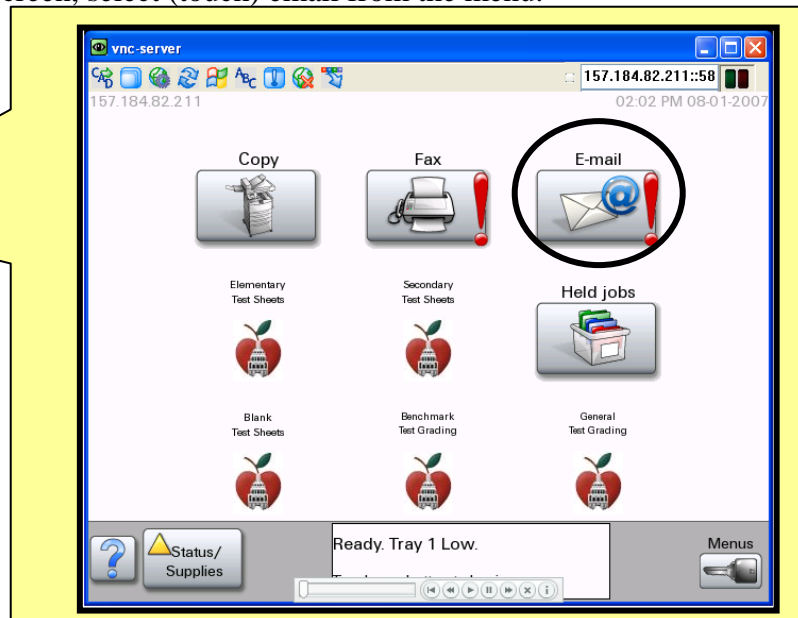 screen, select (touch) email from the menu.
vnc-server
157.184.82.211::58
157.184.82.211
02:02 PM 08-01-2007
Copy
Fax
E-mail
Elementary
Test Sheets
Secondary
Test Sheets
Held jobs
Blank
Test Sheets
Benchmark
Test Grading
General
Test Grading
Status/
Supplies
Ready. Tray 1 Low.
Menus